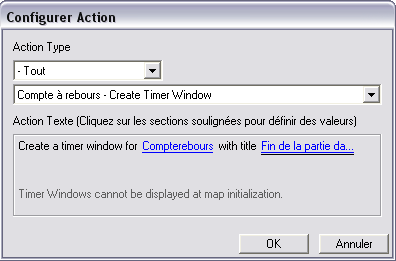 Configurer Action
Action Type
- Tout
Compte à rebours - Create Timer Window
Action Texte (Cliquez sur les sections soulignées pour définir des valeurs)
Create a timer window for Compterebours with title Fin de la partie da...
Timer Windows cannot be displayed at map initialization.
OK Annuler